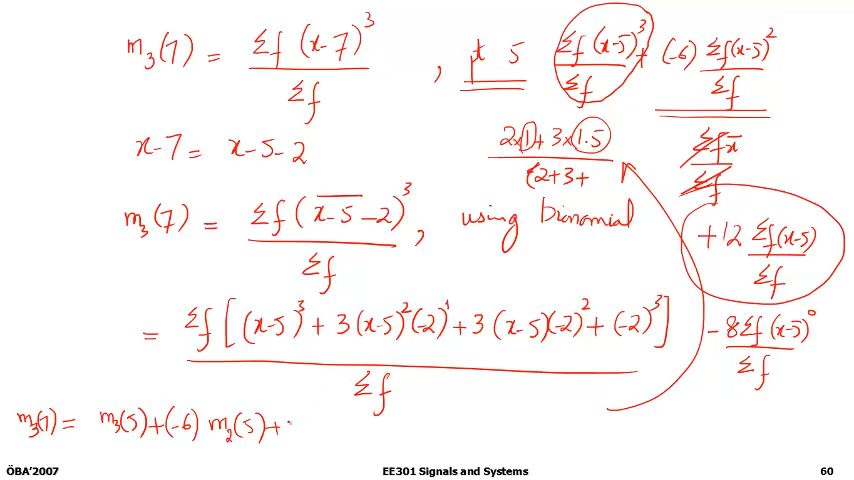 m₃(7) = Σf (x-7)³ / Σf , pt 5 Σf (x-5)³ / Σf + (-6) Σf(x-5)² / Σf
x-7 = x-5-2
2×1 + 3×1.5 / (2+3+
Σf x̄ / Σf
m₃(7) = Σf (x-5 -2)³ / Σf , using binomial
+12 Σf(x-5) / Σf
= Σf [ (x-5)³ + 3(x-5)²(-2)¹ + 3(x-5)(-2)² + (-2)³ ] / Σf
- 8Σf (x-5)⁰ / Σf
m₃(7) = m₃(5) + (-6) m₂(5) +
ÖBA'2007 EE301 Signals and Systems 60